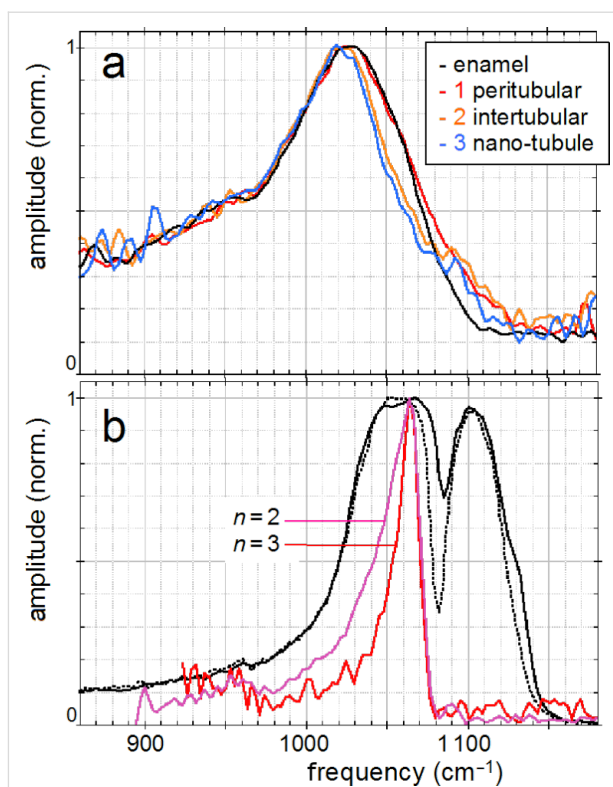 a
amplitude (norm.)
1
0
- enamel
- 1 peritubular
- 2 intertubular
- 3 nano-tubule
b
amplitude (norm.)
1
0
n = 2
n = 3
900 1000 1100
frequency (cm⁻¹)